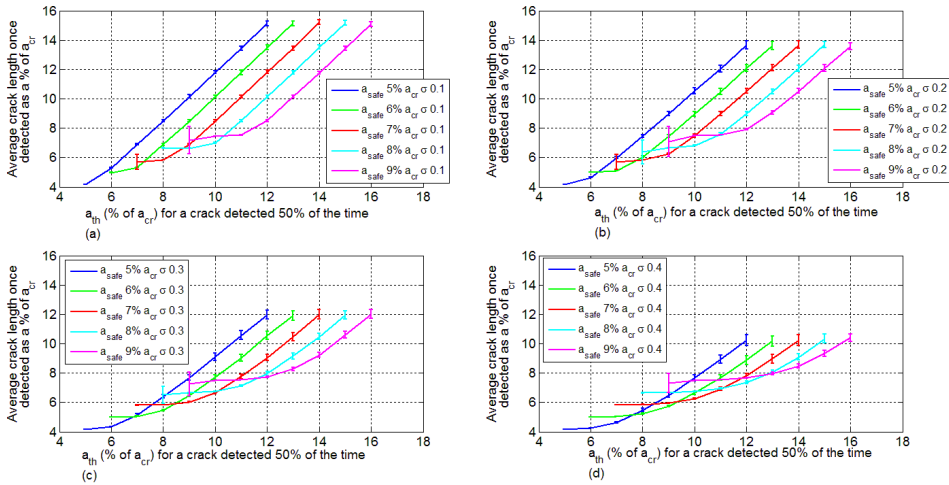 16
14
12
10
8
6
4
4 6 8 10 12 14 16 18
Average crack length once
detected as a % of a_cr
a_safe 5% a_cr σ 0.1
a_safe 6% a_cr σ 0.1
a_safe 7% a_cr σ 0.1
a_safe 8% a_cr σ 0.1
a_safe 9% a_cr σ 0.1
a_th (% of a_cr) for a crack detected 50% of the time
(a)
16
14
12
10
8
6
4
4 6 8 10 12 14 16 18
Average crack length once
detected as a % of a_cr
a_safe 5% a_cr σ 0.2
a_safe 6% a_cr σ 0.2
a_safe 7% a_cr σ 0.2
a_safe 8% a_cr σ 0.2
a_safe 9% a_cr σ 0.2
a_th (% of a_cr) for a crack detected 50% of the time
(b)
16
14
12
10
8
6
4
4 6 8 10 12 14 16 18
Average crack length once
detected as a % of a_cr
a_safe 5% a_cr σ 0.3
a_safe 6% a_cr σ 0.3
a_safe 7% a_cr σ 0.3
a_safe 8% a_cr σ 0.3
a_safe 9% a_cr σ 0.3
a_th (% of a_cr) for a crack detected 50% of the time
(c)
16
14
12
10
8
6
4
4 6 8 10 12 14 16 18
Average crack length once
detected as a % of a_cr
a_safe 5% a_cr σ 0.4
a_safe 6% a_cr σ 0.4
a_safe 7% a_cr σ 0.4
a_safe 8% a_cr σ 0.4
a_safe 9% a_cr σ 0.4
a_th (% of a_cr) for a crack detected 50% of the time
(d)